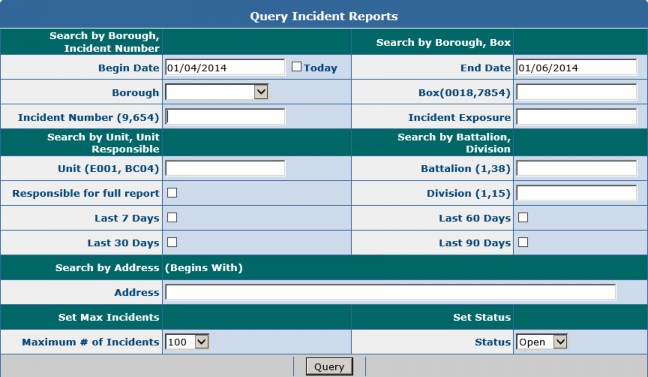 Query Incident Reports
Search by Borough,
Incident Number
Search by Borough, Box
Begin Date 01/04/2014 Today End Date 01/06/2014
Borough Box(0018,7854)
Incident Number (9,654) Incident Exposure
Search by Unit, Unit
Responsible
Search by Battalion,
Division
Unit (E001, BC04) Battalion (1,38)
Responsible for full report Division (1,15)
Last 7 Days Last 60 Days
Last 30 Days Last 90 Days
Search by Address (Begins With)
Address
Set Max Incidents Set Status
Maximum # of Incidents 100 Status Open
Query